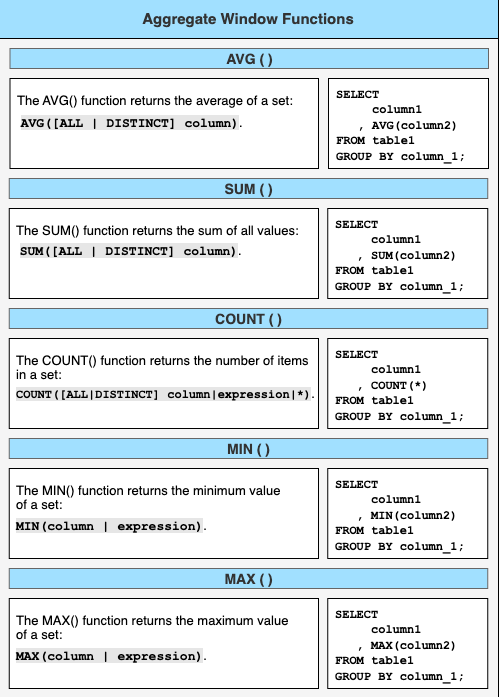 Aggregate Window Functions
AVG ( )
The AVG() function returns the average of a set:
AVG([ALL | DISTINCT] column).
SELECT
column1
, AVG(column2)
FROM table1
GROUP BY column_1;
SUM ( )
The SUM() function returns the sum of all values:
SUM([ALL | DISTINCT] column).
SELECT
column1
, SUM(column2)
FROM table1
GROUP BY column_1;
COUNT ( )
The COUNT() function returns the number of items
in a set:
COUNT([ALL|DISTINCT] column|expression|*).
SELECT
column1
, COUNT(*)
FROM table1
GROUP BY column_1;
MIN ( )
The MIN() function returns the minimum value
of a set:
MIN(column | expression).
SELECT
column1
, MIN(column2)
FROM table1
GROUP BY column_1;
MAX ( )
The MAX() function returns the maximum value
of a set:
MAX(column | expression).
SELECT
column1
, MAX(column2)
FROM table1
GROUP BY column_1;